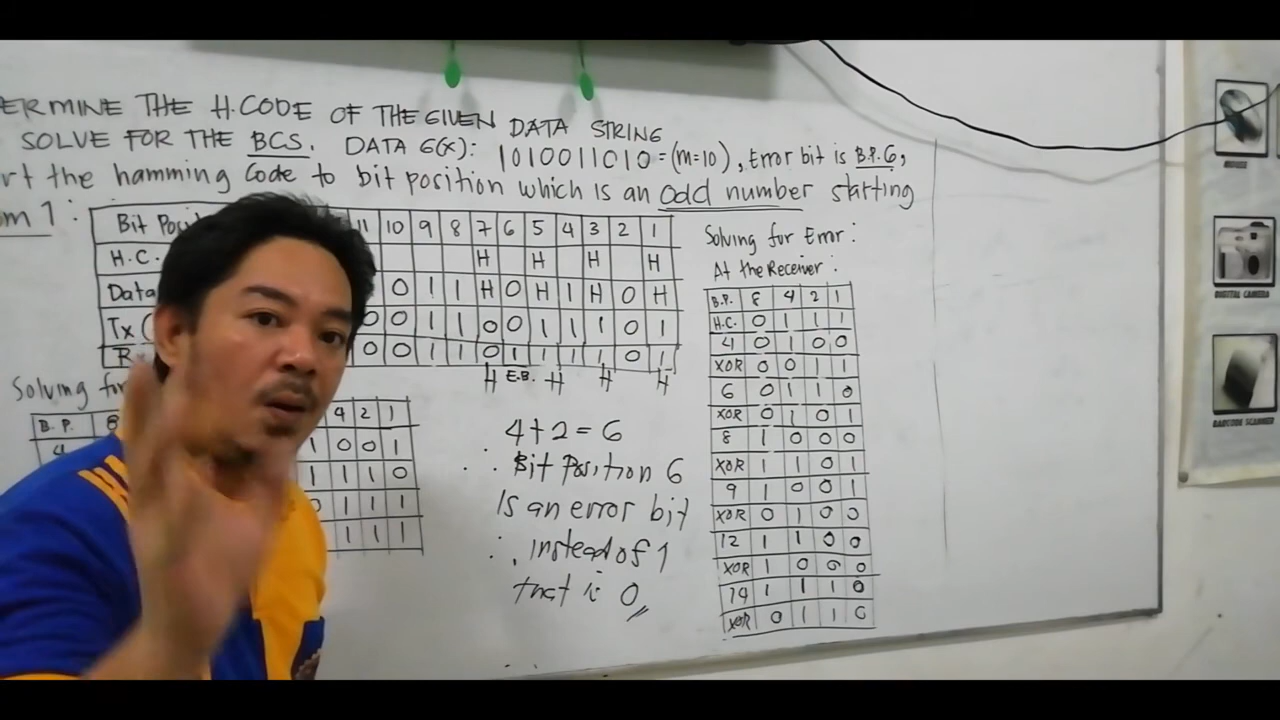 ERMINE THE H.CODE OF THE GIVEN DATA STRING
SOLVE FOR THE BCS. DATA G(X): 1010011010=(m=10), Error bit is B.P.6,
rt the hamming Code to bit position which is an odd number starting
m 1:
Bit Posi 11 10 9 8 7 6 5 4 3 2 1
H.C. H H H H
Data 0 1 1 H 0 H 1 H 0 H
Tx ( 0 0 1 1 0 0 1 1 1 0 1
R 0 0 1 1 0 1 1 1 1 0 1
H E.B. H H H
Solving for
B.P. 8 4 2 1
4 1 0 0 1
1 1 1 0
0 1 1 1
1 1 1
4+2=6
∴ Bit Position 6
Is an error bit
∴, instead of 1
that is 0
Solving for Error:
At the Receiver:
B.P. 8 4 2 1
H.C. 0 1 1 1
4 0 1 0 0
XOR 0 0 1 1
6 0 1 1 0
XOR 0 1 0 1
8 1 0 0 0
XOR 1 1 0 1
9 1 0 0 1
XOR 0 1 0 0
12 1 1 0 0
XOR 1 0 0 0
14 1 1 1 0
XOR 0 1 1 0
MOUSE
DIGITAL CAMERA
BARCODE SCANNER